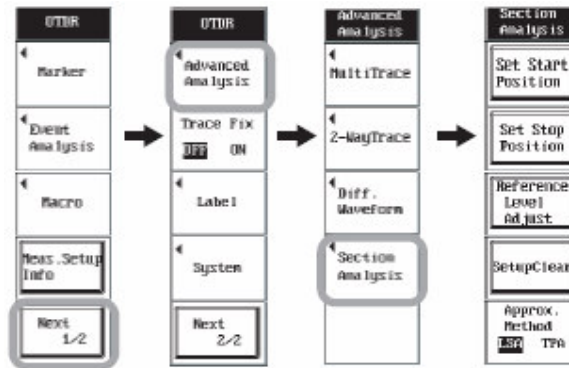 OTDR
Marker
Event
Analysis
Macro
Meas.Setup
Info
Next
1/2
OTDR
Advanced
Analysis
Trace Fix
OFF ON
Label
System
Next
2/2
Advanced
Analysis
MultiTrace
2-WayTrace
Diff.
Waveform
Section
Analysis
Section
Analysis
Set Start
Position
Set Stop
Position
Reference
Level
Adjust
SetupClear
Approx.
Method
LSA TPA